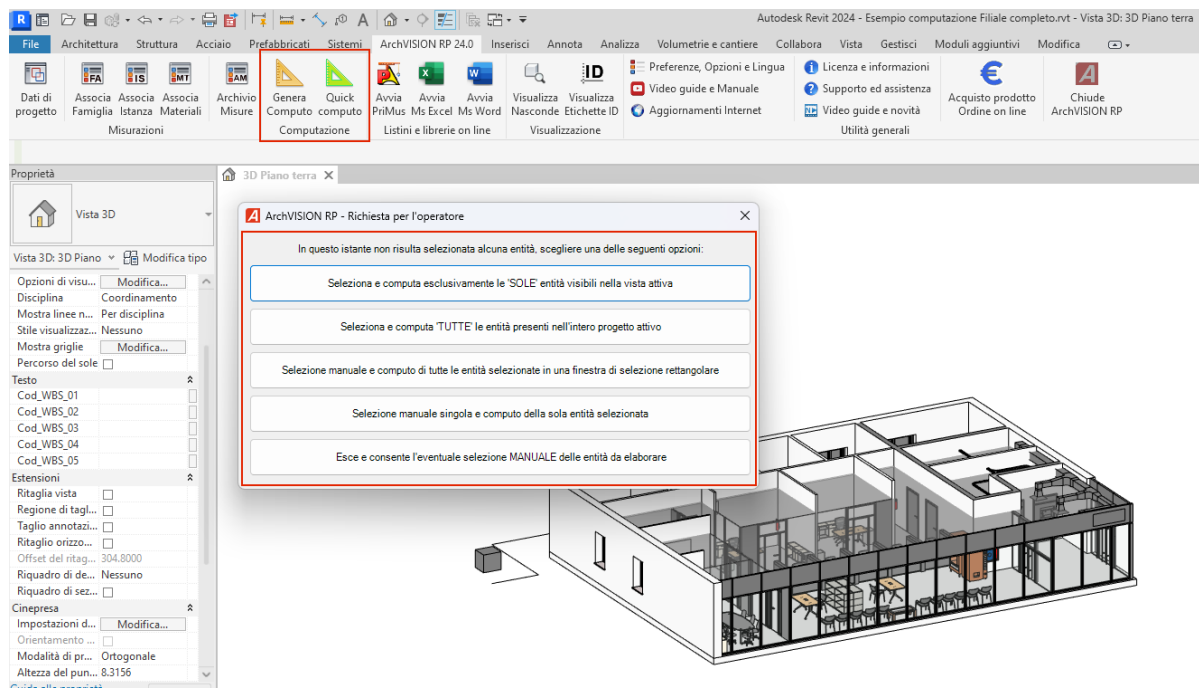 Autodesk Revit 2024 - Esempio computazione Filiale completo.rvt - Vista 3D: 3D Piano terra
File Architettura Struttura Acciaio Prefabbricati Sistemi ArchVISION RP 24.0 Inserisci Annota Analizza Volumetrie e cantiere Collabora Vista Gestisci Moduli aggiuntivi Modifica
Dati di progetto
Associa Famiglia
Associa Istanza
Associa Materiali
Archivio Misure
Genera Computo
Quick computo
Avvia PriMus
Avvia Ms Excel
Avvia Ms Word
Visualizza Nasconde
Visualizza Etichette ID
Preferenze, Opzioni e Lingua
Video guide e Manuale
Aggiornamenti Internet
Licenza e informazioni
Supporto ed assistenza
Video guide e novità
Acquisto prodotto Ordine on line
Chiude ArchVISION RP
Misurazioni
Computazione
Listini e librerie on line
Visualizzazione
Utilità generali
Proprietà
3D Piano terra
Vista 3D
Vista 3D: 3D Piano
Modifica tipo
Opzioni di visu... Modifica...
Disciplina Coordinamento
Mostra linee n... Per disciplina
Stile visualizzaz... Nessuno
Mostra griglie Modifica...
Percorso del sole
Testo
Cod_WBS_01
Cod_WBS_02
Cod_WBS_03
Cod_WBS_04
Cod_WBS_05
Estensioni
Ritaglia vista
Regione di tagl...
Taglio annotazi...
Ritaglio orizzo...
Offset del ritag... 304.8000
Riquadro di de... Nessuno
Riquadro di sez...
Cinepresa
Impostazioni d... Modifica...
Orientamento ...
Modalità di pr... Ortogonale
Altezza del pun... 8.3156
Guida alle proprietà
ArchVISION RP - Richiesta per l'operatore
In questo istante non risulta selezionata alcuna entità, scegliere una delle seguenti opzioni:
Seleziona e computa esclusivamente le 'SOLE' entità visibili nella vista attiva
Seleziona e computa 'TUTTE' le entità presenti nell'intero progetto attivo
Selezione manuale e computo di tutte le entità selezionate in una finestra di selezione rettangolare
Selezione manuale singola e computo della sola entità selezionata
Esce e consente l'eventuale selezione MANUALE delle entità da elaborare